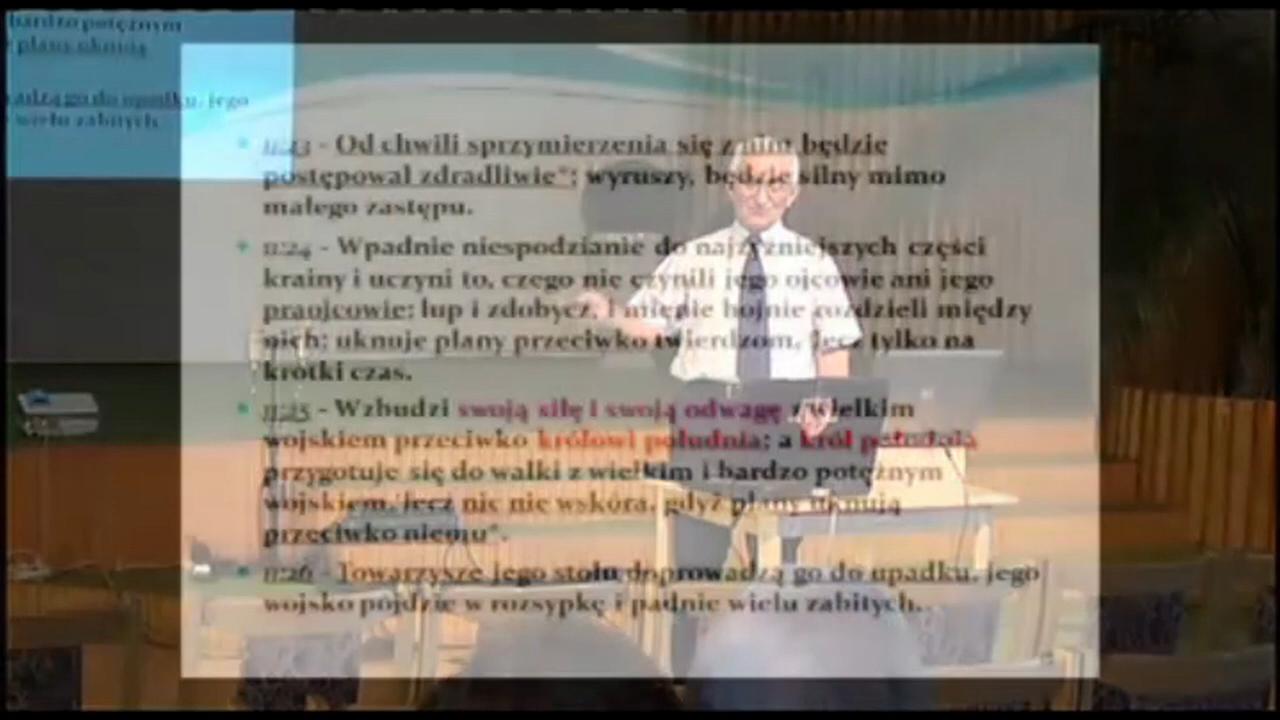 bardzo potężnym
plany uknują
go do upadku, jego
wielu zabitych.
11:23 - Od chwili sprzymierzenia się z nim będzie
postępował zdradliwie*; wyruszy, będzie silny mimo
małego zastępu.
11:24 - Wpadnie niespodzianie do najżyźniejszych części
krainy i uczyni to, czego nie czynili jego ojcowie ani jego
praojcowie; łup i zdobycz, i mienie hojnie rozdzieli między
nich; uknuje plany przeciwko twierdzom, lecz tylko na
krótki czas.
11:25 - Wzbudzi swoją siłę i swoją odwagę z wielkim
wojskiem przeciwko królowi południa; a król południa
przygotuje się do walki z wielkim i bardzo potężnym
wojskiem, lecz nic nie wskóra, gdyż plany uknują
przeciwko niemu*.
11:26 - Towarzysze jego stołu doprowadzą go do upadku, jego
wojsko pójdzie w rozsypkę i padnie wielu zabitych.